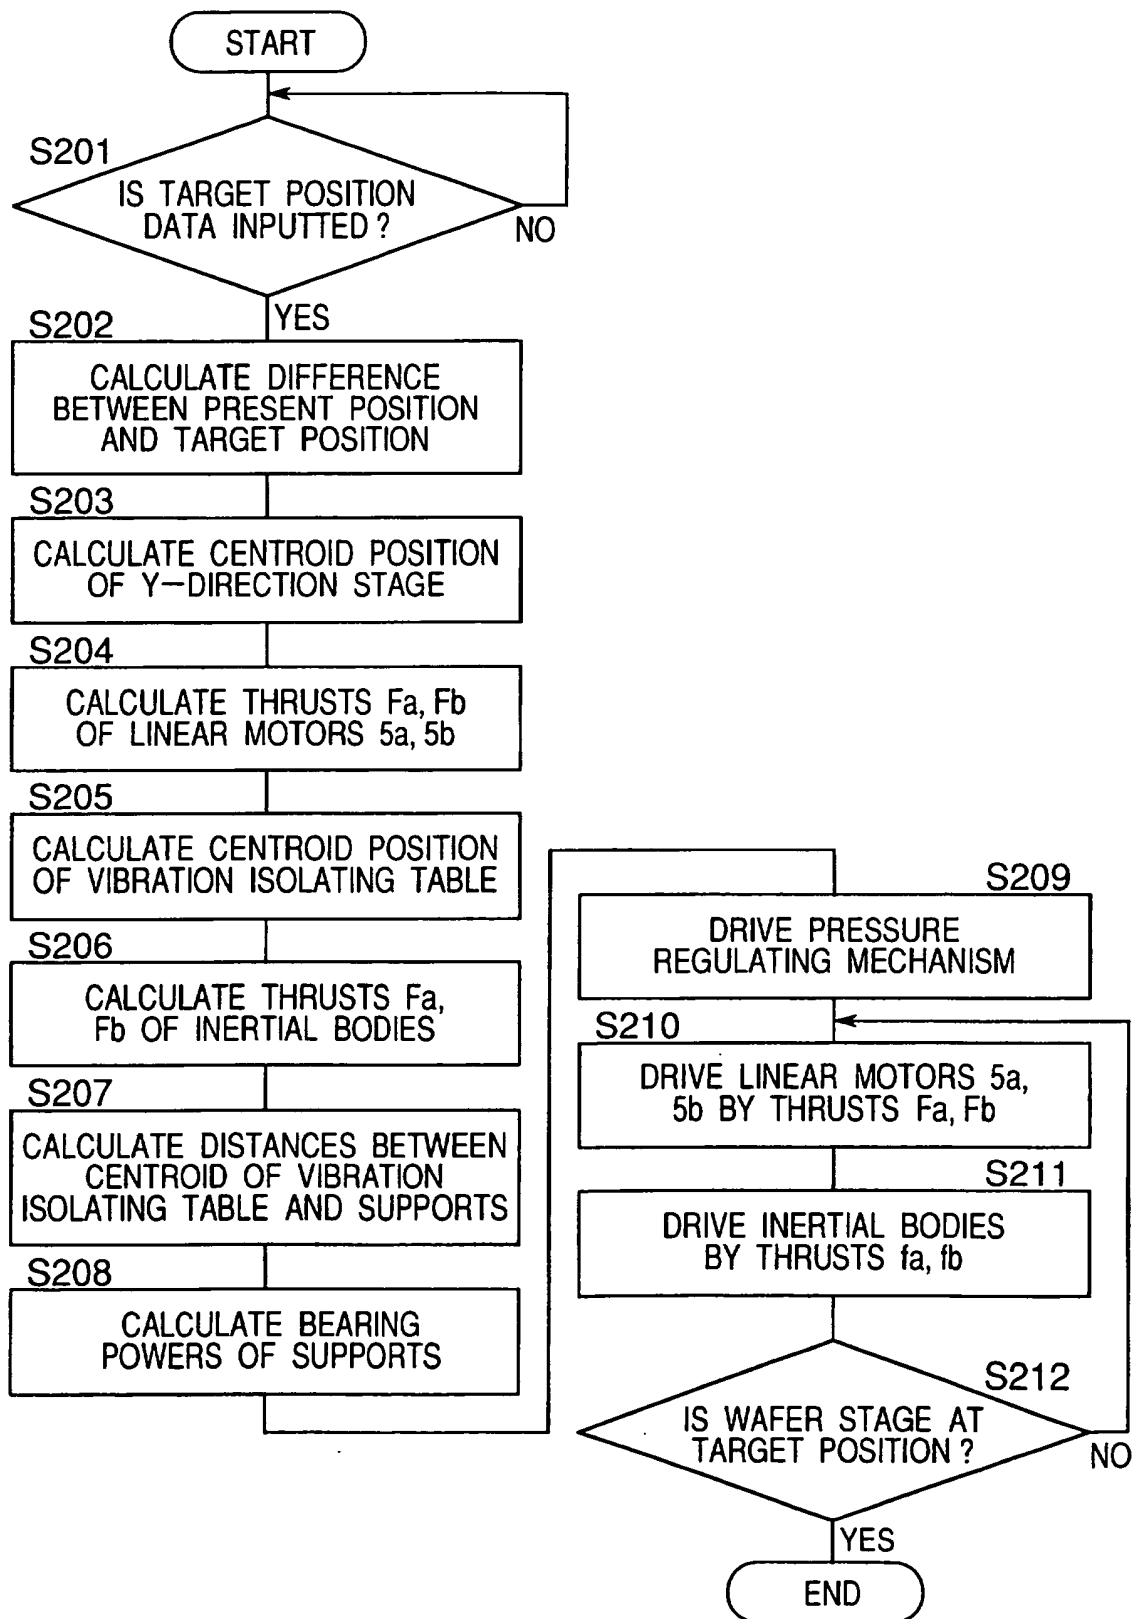 START
S201
IS TARGET POSITION
DATA INPUTTED?
NO
YES
S202
CALCULATE DIFFERENCE
BETWEEN PRESENT POSITION
AND TARGET POSITION
S203
CALCULATE CENTROID POSITION
OF Y-DIRECTION STAGE
S204
CALCULATE THRUSTS Fa, Fb
OF LINEAR MOTORS 5a, 5b
S205
CALCULATE CENTROID POSITION
OF VIBRATION ISOLATING TABLE
S206
CALCULATE THRUSTS Fa,
Fb OF INERTIAL BODIES
S207
CALCULATE DISTANCES BETWEEN
CENTROID OF VIBRATION
ISOLATING TABLE AND SUPPORTS
S208
CALCULATE BEARING
POWERS OF SUPPORTS
S209
DRIVE PRESSURE
REGULATING MECHANISM
S210
DRIVE LINEAR MOTORS 5a,
5b BY THRUSTS Fa, Fb
S211
DRIVE INERTIAL BODIES
BY THRUSTS fa, fb
S212
IS WAFER STAGE AT
TARGET POSITION?
NO
YES
END